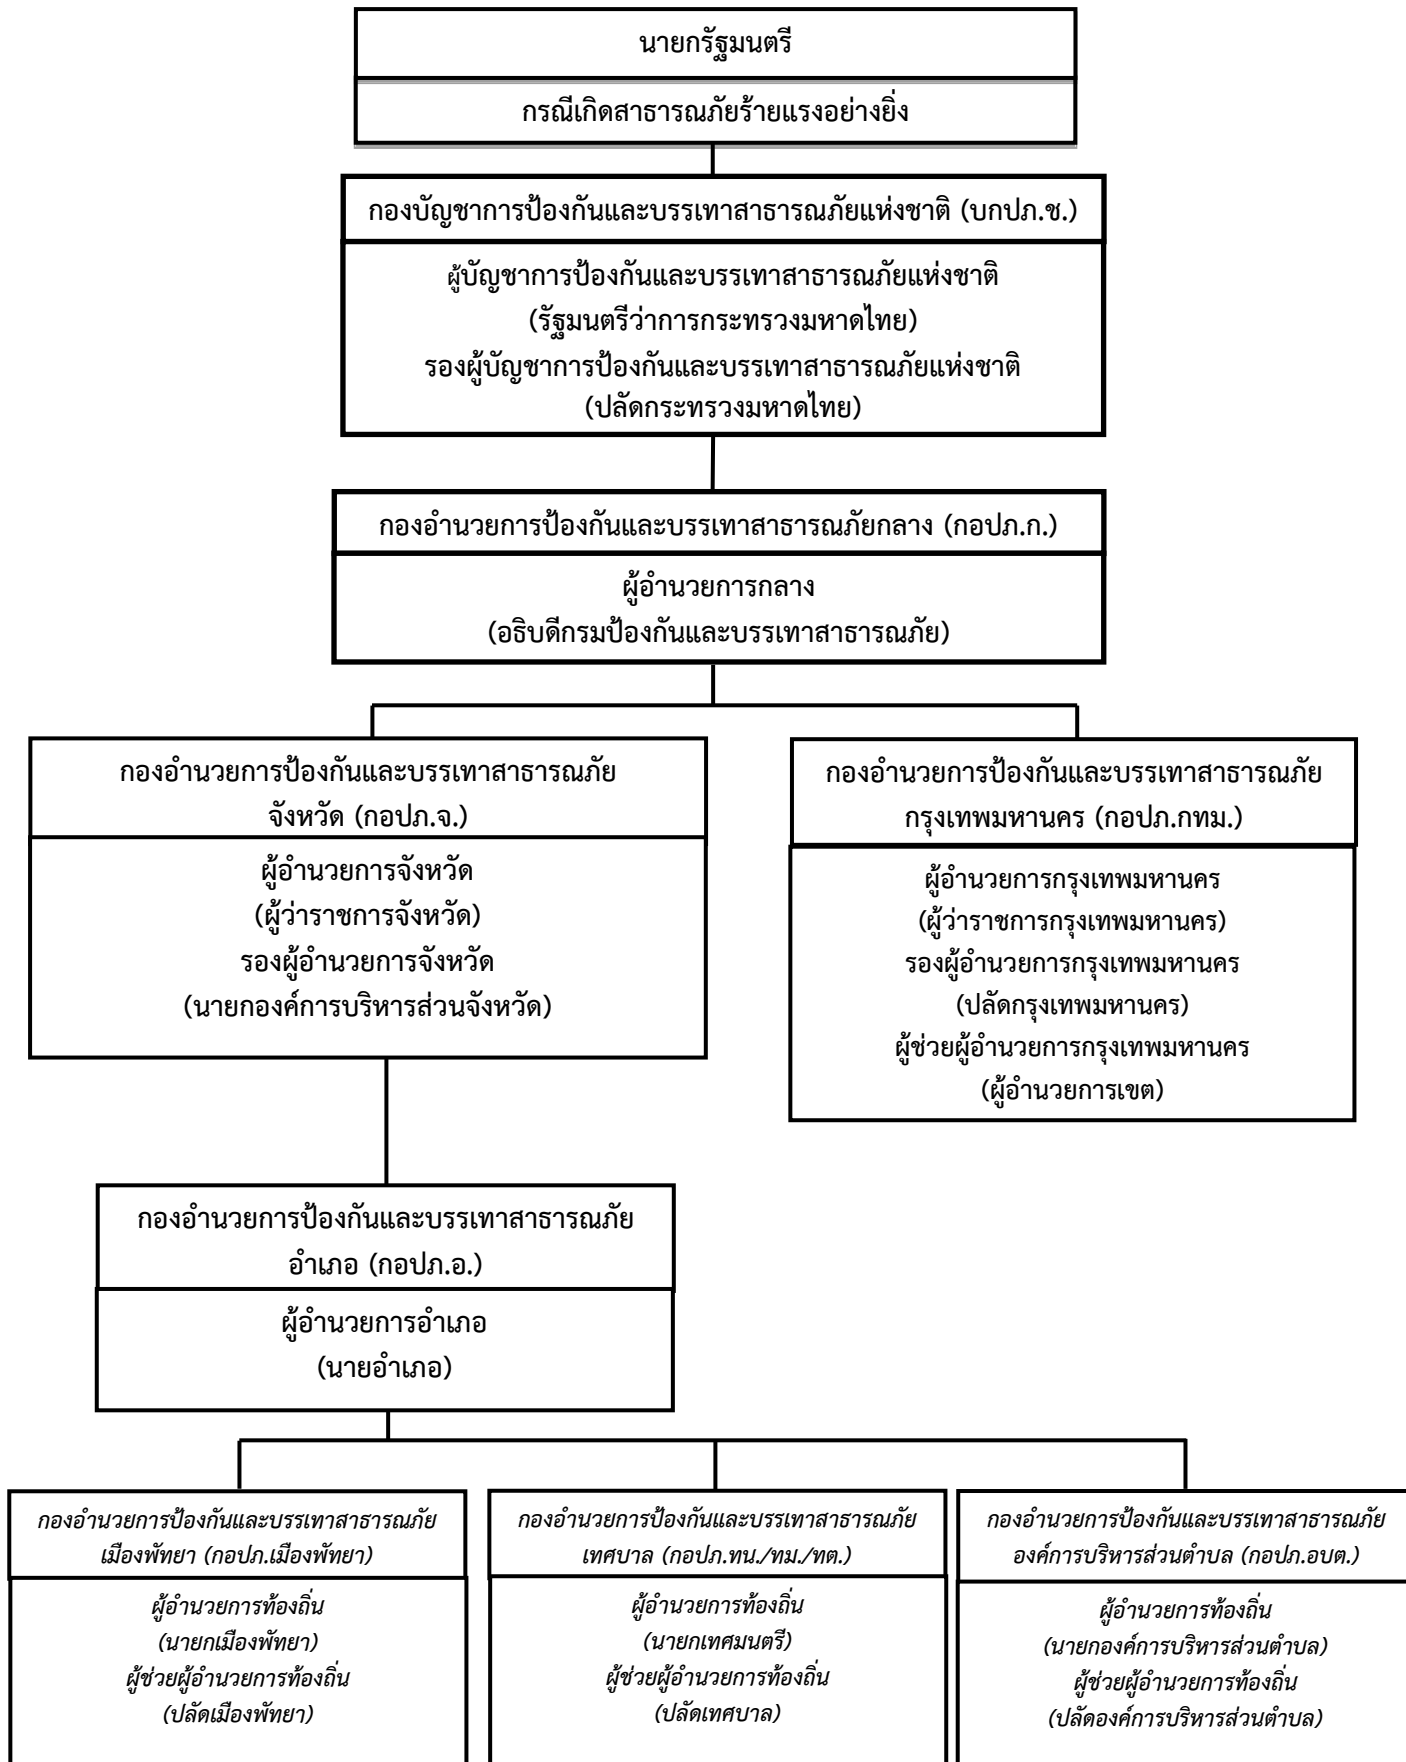 นายกรัฐมนตรี
กรณีเกิดสาธารณภัยร้ายแรงอย่างยิ่ง
กองบัญชาการป้องกันและบรรเทาสาธารณภัยแห่งชาติ (บกปภ.ช.)
ผู้บัญชาการป้องกันและบรรเทาสาธารณภัยแห่งชาติ
(รัฐมนตรีว่าการกระทรวงมหาดไทย)
รองผู้บัญชาการป้องกันและบรรเทาสาธารณภัยแห่งชาติ
(ปลัดกระทรวงมหาดไทย)
กองอำนวยการป้องกันและบรรเทาสาธารณภัยกลาง (กอปภ.ก.)
ผู้อำนวยการกลาง
(อธิบดีกรมป้องกันและบรรเทาสาธารณภัย)
กองอำนวยการป้องกันและบรรเทาสาธารณภัย
จังหวัด (กอปภ.จ.)
ผู้อำนวยการจังหวัด
(ผู้ว่าราชการจังหวัด)
รองผู้อำนวยการจังหวัด
(นายกองค์การบริหารส่วนจังหวัด)
กองอำนวยการป้องกันและบรรเทาสาธารณภัย
กรุงเทพมหานคร (กอปภ.กทม.)
ผู้อำนวยการกรุงเทพมหานคร
(ผู้ว่าราชการกรุงเทพมหานคร)
รองผู้อำนวยการกรุงเทพมหานคร
(ปลัดกรุงเทพมหานคร)
ผู้ช่วยผู้อำนวยการกรุงเทพมหานคร
(ผู้อำนวยการเขต)
กองอำนวยการป้องกันและบรรเทาสาธารณภัย
อำเภอ (กอปภ.อ.)
ผู้อำนวยการอำเภอ
(นายอำเภอ)
กองอำนวยการป้องกันและบรรเทาสาธารณภัย
เมืองพัทยา (กอปภ.เมืองพัทยา)
ผู้อำนวยการท้องถิ่น
(นายกเมืองพัทยา)
ผู้ช่วยผู้อำนวยการท้องถิ่น
(ปลัดเมืองพัทยา)
กองอำนวยการป้องกันและบรรเทาสาธารณภัย
เทศบาล (กอปภ.ทน./ทม./ทต.)
ผู้อำนวยการท้องถิ่น
(นายกเทศมนตรี)
ผู้ช่วยผู้อำนวยการท้องถิ่น
(ปลัดเทศบาล)
กองอำนวยการป้องกันและบรรเทาสาธารณภัย
องค์การบริหารส่วนตำบล (กอปภ.อบต.)
ผู้อำนวยการท้องถิ่น
(นายกองค์การบริหารส่วนตำบล)
ผู้ช่วยผู้อำนวยการท้องถิ่น
(ปลัดองค์การบริหารส่วนตำบล)